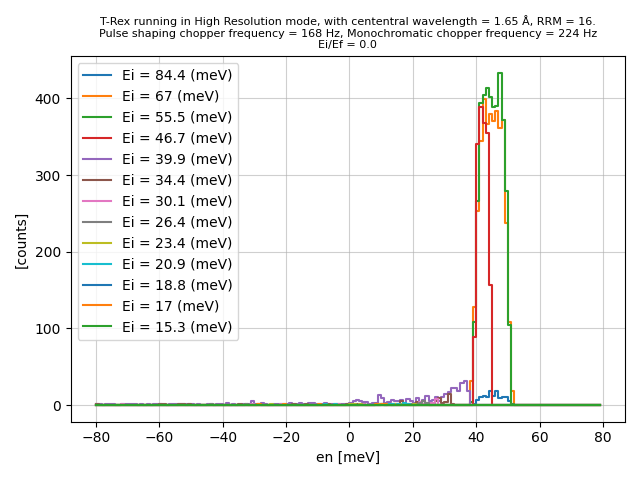 T-Rex running in High Resolution mode, with cententral wavelength = 1.65 Å, RRM = 16.
Pulse shaping chopper frequency = 168 Hz, Monochromatic chopper frequency = 224 Hz
Ei/Ef = 0.0
Ei = 84.4 (meV)
Ei = 67 (meV)
Ei = 55.5 (meV)
Ei = 46.7 (meV)
Ei = 39.9 (meV)
Ei = 34.4 (meV)
Ei = 30.1 (meV)
Ei = 26.4 (meV)
Ei = 23.4 (meV)
Ei = 20.9 (meV)
Ei = 18.8 (meV)
Ei = 17 (meV)
Ei = 15.3 (meV)
400
300
200
100
0
[counts]
−80 −60 −40 −20 0 20 40 60 80
en [meV]